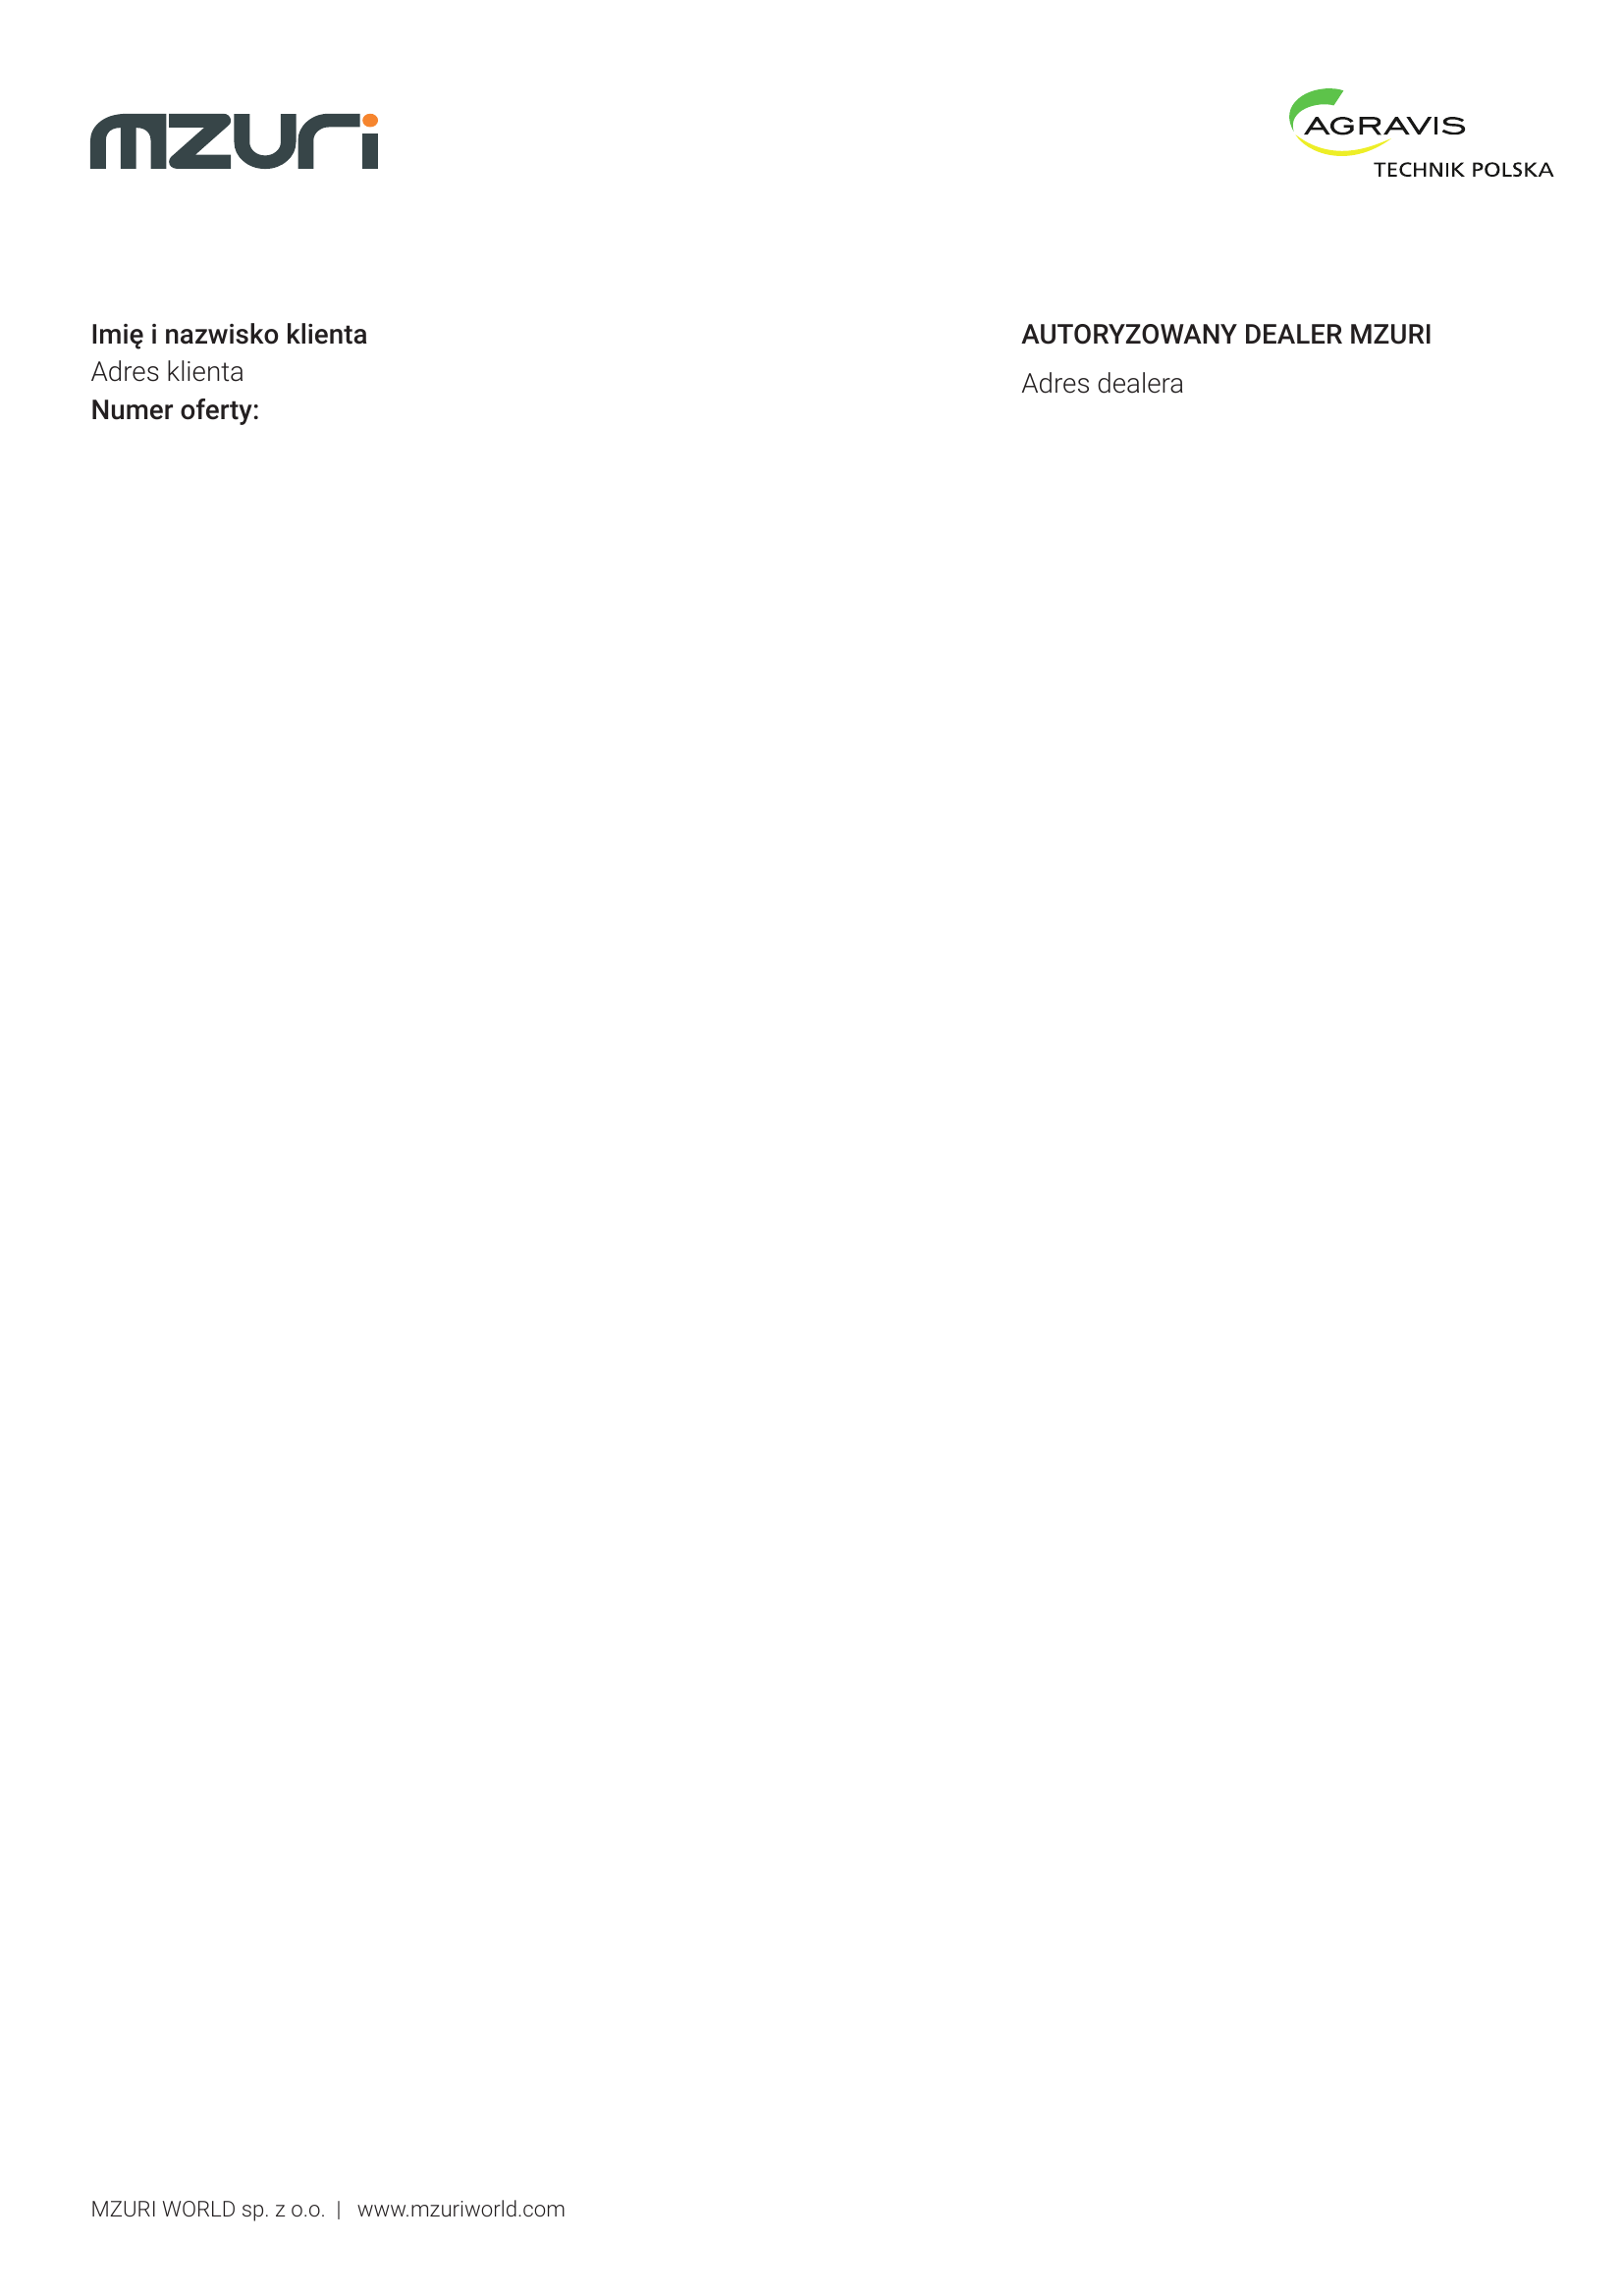 mzuri
AGRAVIS
TECHNIK POLSKA
Imię i nazwisko klienta
Adres klienta
Numer oferty:
AUTORYZOWANY DEALER MZURI
Adres dealera
MZURI WORLD sp. z o.o. | www.mzuriworld.com